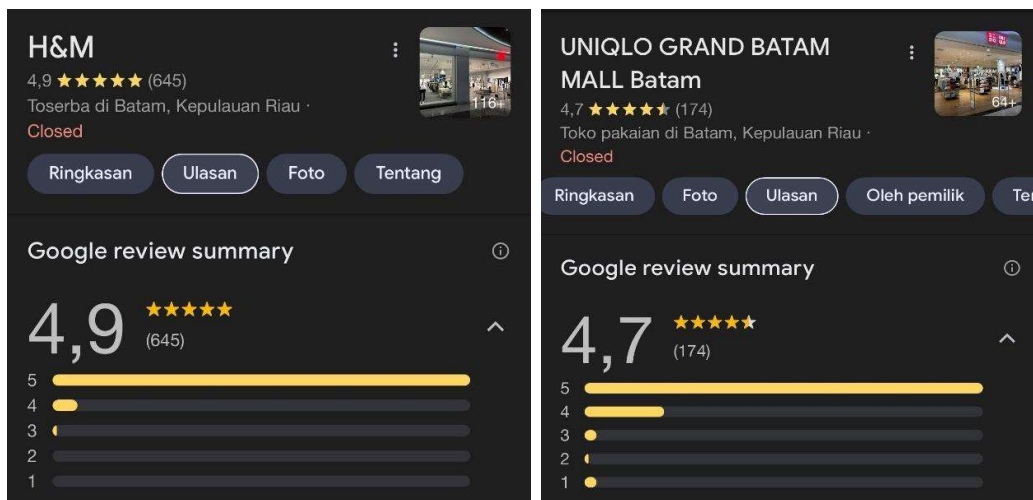 H&M
4,9 (645)
116+
Toserba di Batam, Kepulauan Riau ·
Closed
Ringkasan Ulasan Foto Tentang
Google review summary
4,9
(645)
5
4
3
2
1
UNIQLO GRAND BATAM
MALL Batam
4,7 (174)
64+
Toko pakaian di Batam, Kepulauan Riau ·
Closed
Ringkasan Foto Ulasan Oleh pemilik
Google review summary
4,7
(174)
5
4
3
2
1